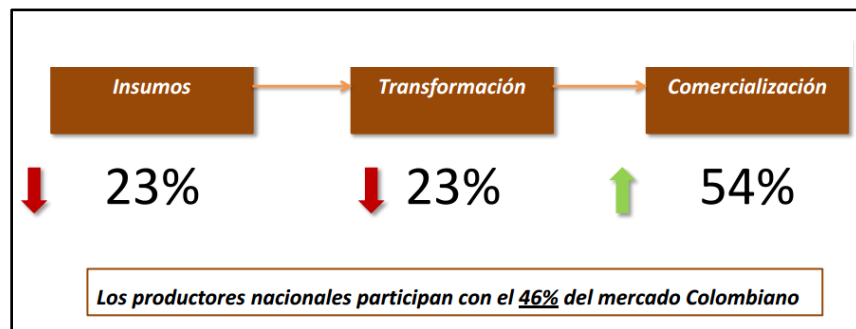 Insumos
Transformación
Comercialización
23%
23%
54%
Los productores nacionales participan con el 46% del mercado Colombiano